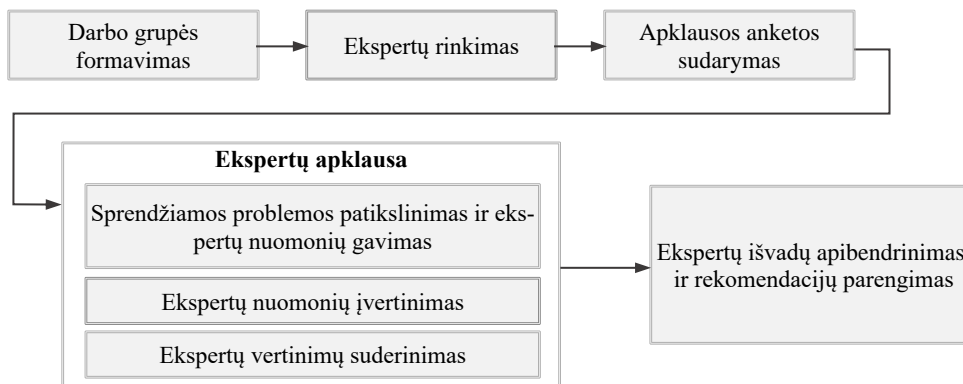 Darbo grupės
formavimas
Ekspertų rinkimas
Apklausos anketos
sudarymas
Ekspertų apklausa
Sprendžiamos problemos patikslinimas ir eks-
pertų nuomonių gavimas
Ekspertų nuomonių įvertinimas
Ekspertų vertinimų suderinimas
Ekspertų išvadų apibendrinimas
ir rekomendacijų parengimas